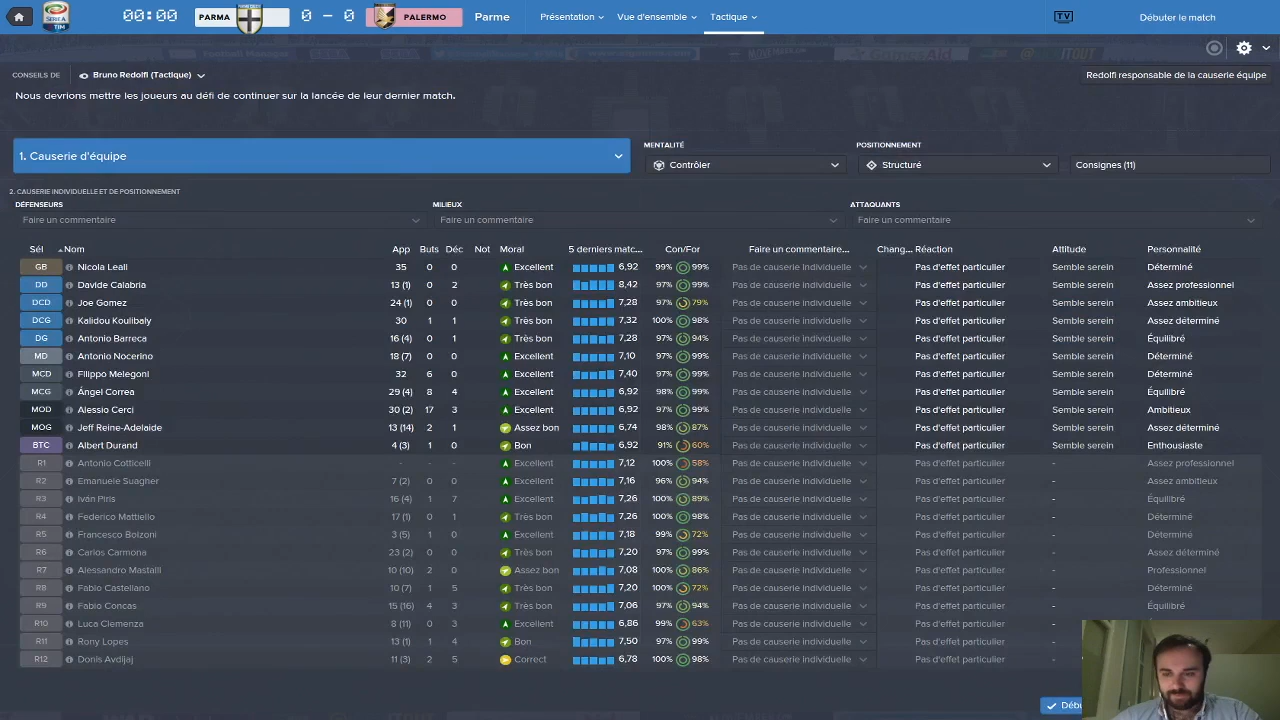 00:00 PARMA 0 – 0 PALERMO Parme Présentation Vue d'ensemble Tactique TV Débuter le match
SERIE A
TIM
CONSEILS DE Bruno Redolfi (Tactique) Redolfi responsable de la causerie équipe
Nous devrions mettre les joueurs au défi de continuer sur la lancée de leur dernier match.
MENTALITÉ POSITIONNEMENT
1. Causerie d'équipe Contrôler Structuré Consignes (11)
2. CAUSERIE INDIVIDUELLE ET DE POSITIONNEMENT
DÉFENSEURS MILIEUX ATTAQUANTS
Faire un commentaire Faire un commentaire Faire un commentaire
Sél Nom App Buts Déc Not Moral 5 derniers matc... Con/For Faire un commentaire... Chang... Réaction Attitude Personnalité
GB Nicola Leali 35 0 0 Excellent 6,92 99% 99% Pas de causerie individuelle Pas d'effet particulier Semble serein Déterminé
DD Davide Calabria 13 (1) 0 2 Très bon 8,42 97% 99% Pas de causerie individuelle Pas d'effet particulier Semble serein Assez professionnel
DCD Joe Gomez 24 (1) 0 0 Très bon 7,28 97% 79% Pas de causerie individuelle Pas d'effet particulier Semble serein Assez ambitieux
DCG Kalidou Koulibaly 30 1 1 Très bon 7,32 100% 98% Pas de causerie individuelle Pas d'effet particulier Semble serein Assez déterminé
DG Antonio Barreca 16 (4) 0 1 Très bon 7,28 97% 94% Pas de causerie individuelle Pas d'effet particulier Semble serein Équilibré
MD Antonio Nocerino 18 (7) 0 0 Excellent 7,10 97% 99% Pas de causerie individuelle Pas d'effet particulier Semble serein Déterminé
MCD Filippo Melegoni 32 6 0 Excellent 7,40 97% 99% Pas de causerie individuelle Pas d'effet particulier Semble serein Déterminé
MCG Ángel Correa 29 (4) 8 4 Excellent 6,92 98% 99% Pas de causerie individuelle Pas d'effet particulier Semble serein Équilibré
MOD Alessio Cerci 30 (2) 17 3 Excellent 6,92 97% 99% Pas de causerie individuelle Pas d'effet particulier Semble serein Ambitieux
MOG Jeff Reine-Adelaide 13 (14) 2 1 Assez bon 6,74 98% 87% Pas de causerie individuelle Pas d'effet particulier Semble serein Assez déterminé
BTC Albert Durand 4 (3) 1 0 Bon 6,92 91% 60% Pas de causerie individuelle Pas d'effet particulier Semble serein Enthousiaste
R1 Antonio Cotticelli - - - Excellent 7,12 100% 58% Pas de causerie individuelle Pas d'effet particulier - Assez professionnel
R2 Emanuele Suagher 7 (2) 0 0 Excellent 7,16 96% 94% Pas de causerie individuelle Pas d'effet particulier - Assez ambitieux
R3 Iván Piris 16 (4) 1 7 Excellent 7,26 100% 89% Pas de causerie individuelle Pas d'effet particulier - Équilibré
R4 Federico Mattiello 17 (1) 0 1 Très bon 7,26 100% 98% Pas de causerie individuelle Pas d'effet particulier - Déterminé
R5 Francesco Bolzoni 3 (5) 1 0 Excellent 7,18 99% 72% Pas de causerie individuelle Pas d'effet particulier - Déterminé
R6 Carlos Carmona 23 (2) 0 0 Très bon 7,20 97% 99% Pas de causerie individuelle Pas d'effet particulier - Assez déterminé
R7 Alessandro Mastalli 10 (10) 2 0 Assez bon 7,08 100% 86% Pas de causerie individuelle Pas d'effet particulier - Professionnel
R8 Fabio Castellano 10 (7) 1 5 Très bon 7,20 100% 72% Pas de causerie individuelle Pas d'effet particulier - Déterminé
R9 Fabio Concas 15 (16) 4 3 Très bon 7,06 97% 94% Pas de causerie individuelle Pas d'effet particulier - Équilibré
R10 Luca Clemenza 8 (11) 0 3 Excellent 6,86 99% 63% Pas de causerie individuelle Pas d'effet particulier -
R11 Rony Lopes 13 (1) 1 4 Bon 7,50 97% 99% Pas de causerie individuelle Pas d'effet particulier -
R12 Donis Avdijaj 11 (3) 2 5 Correct 6,78 100% 98% Pas de causerie individuelle Pas d'effet particulier -
Débu